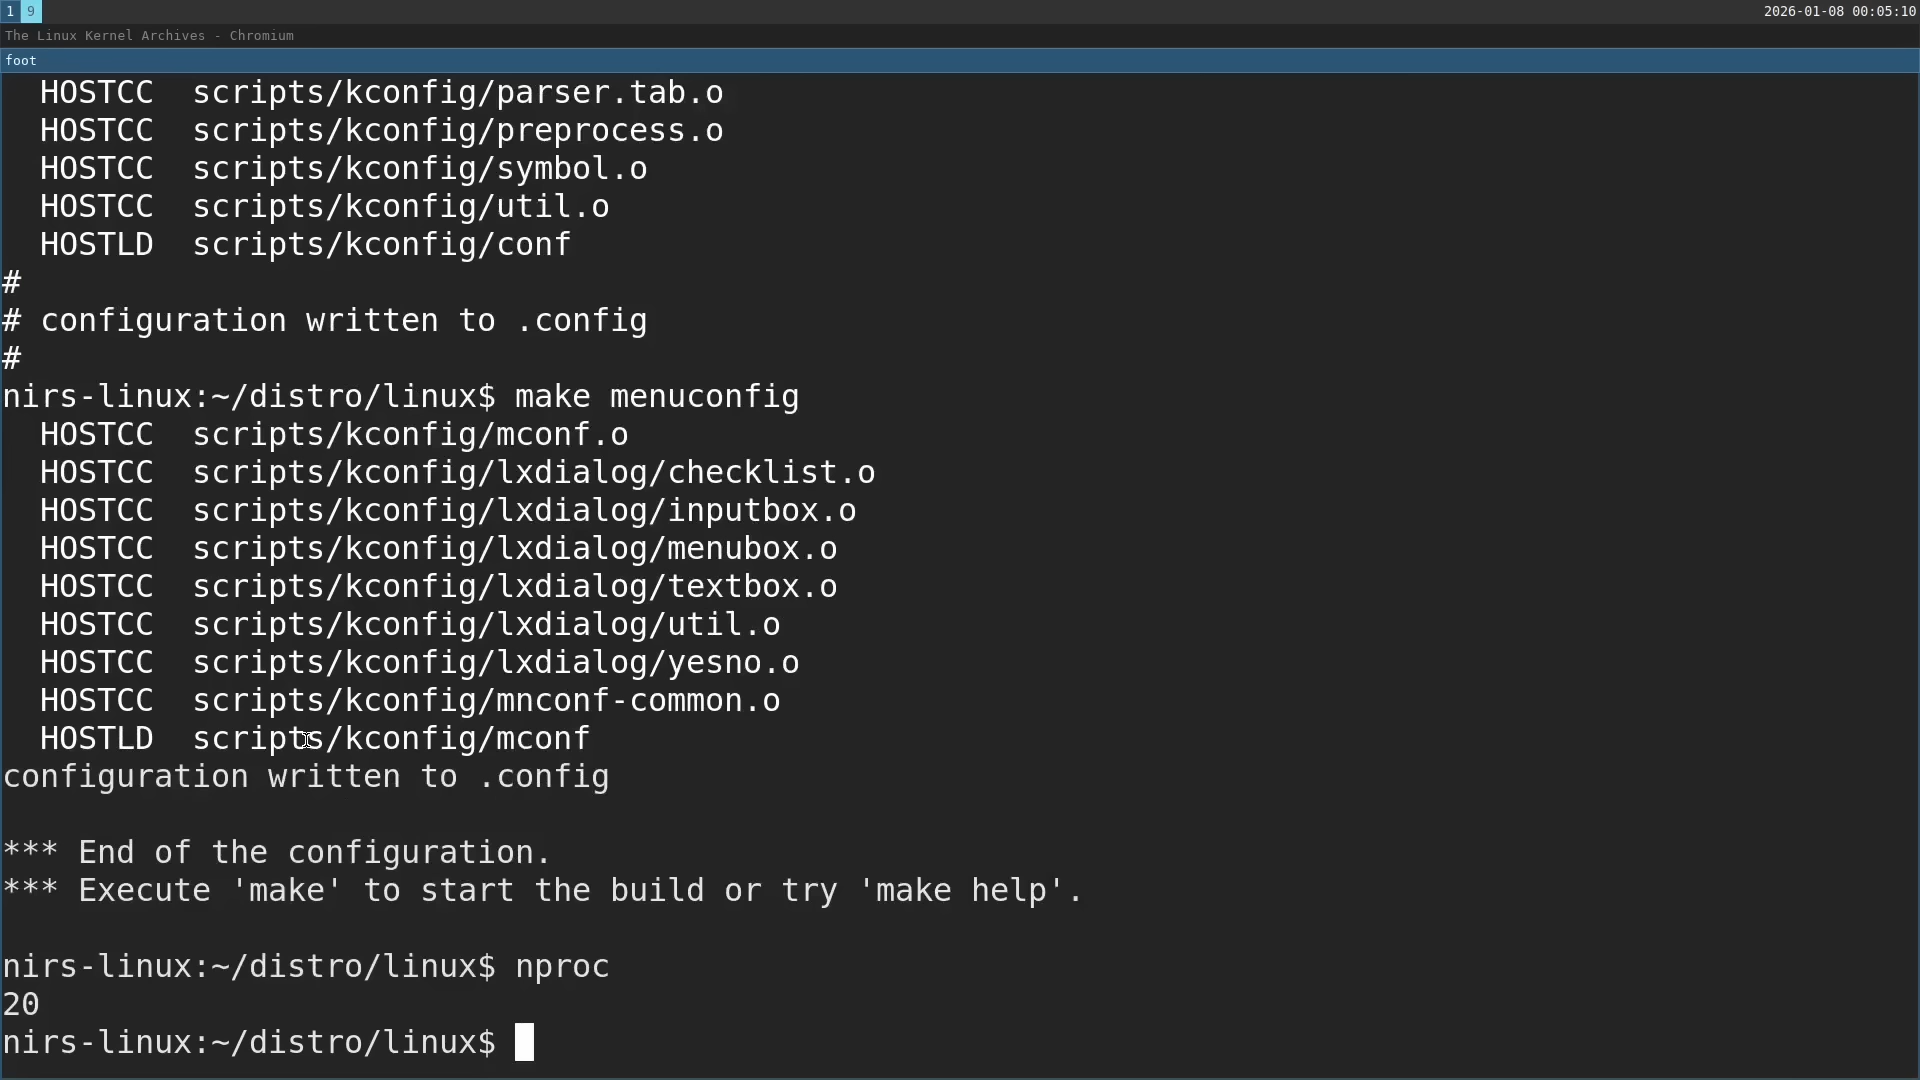 1 9 2026-01-08 00:05:10
The Linux Kernel Archives - Chromium
foot
  HOSTCC  scripts/kconfig/parser.tab.o
  HOSTCC  scripts/kconfig/preprocess.o
  HOSTCC  scripts/kconfig/symbol.o
  HOSTCC  scripts/kconfig/util.o
  HOSTLD  scripts/kconfig/conf
#
# configuration written to .config
#
nirs-linux:~/distro/linux$ make menuconfig
  HOSTCC  scripts/kconfig/mconf.o
  HOSTCC  scripts/kconfig/lxdialog/checklist.o
  HOSTCC  scripts/kconfig/lxdialog/inputbox.o
  HOSTCC  scripts/kconfig/lxdialog/menubox.o
  HOSTCC  scripts/kconfig/lxdialog/textbox.o
  HOSTCC  scripts/kconfig/lxdialog/util.o
  HOSTCC  scripts/kconfig/lxdialog/yesno.o
  HOSTCC  scripts/kconfig/mnconf-common.o
  HOSTLD  scripts/kconfig/mconf
configuration written to .config

*** End of the configuration.
*** Execute 'make' to start the build or try 'make help'.

nirs-linux:~/distro/linux$ nproc
20
nirs-linux:~/distro/linux$